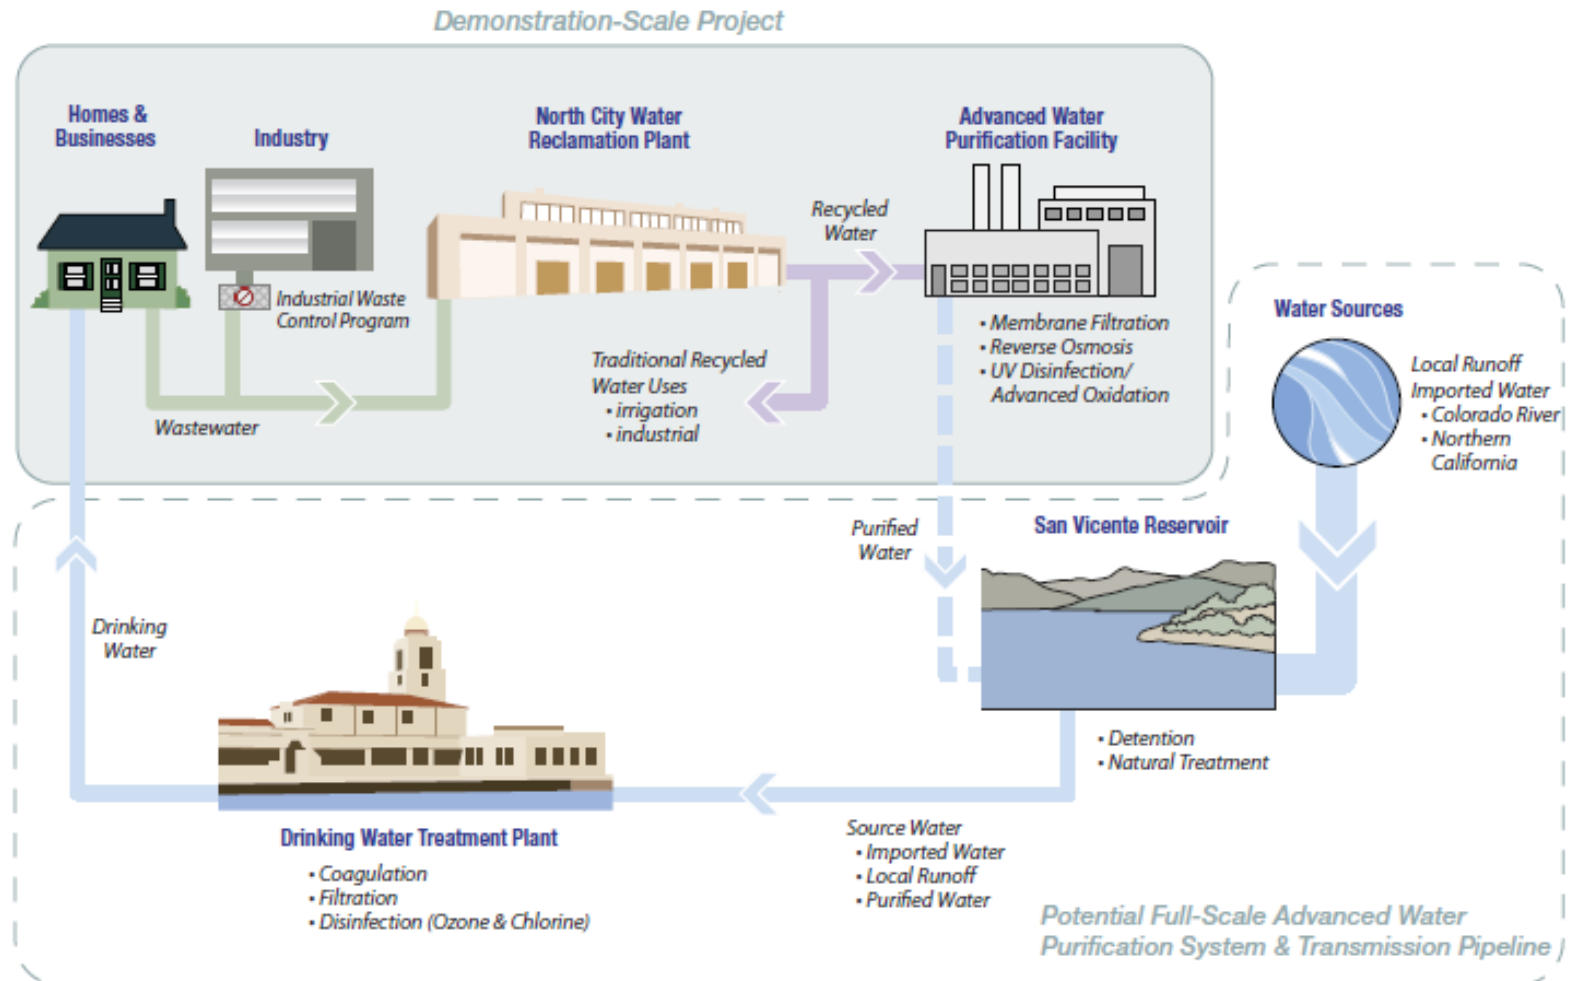 Demonstration-Scale Project
Homes &
Businesses
Industry
North City Water
Reclamation Plant
Advanced Water
Purification Facility
Recycled
Water
Industrial Waste
Control Program
Wastewater
Traditional Recycled
Water Uses
• irrigation
• industrial
• Membrane Filtration
• Reverse Osmosis
• UV Disinfection/
Advanced Oxidation
Water Sources
Local Runoff
Imported Water
• Colorado River
• Northern
California
Purified
Water
San Vicente Reservoir
• Detention
• Natural Treatment
Drinking
Water
Drinking Water Treatment Plant
• Coagulation
• Filtration
• Disinfection (Ozone & Chlorine)
Source Water
• Imported Water
• Local Runoff
• Purified Water
Potential Full-Scale Advanced Water
Purification System & Transmission Pipeline